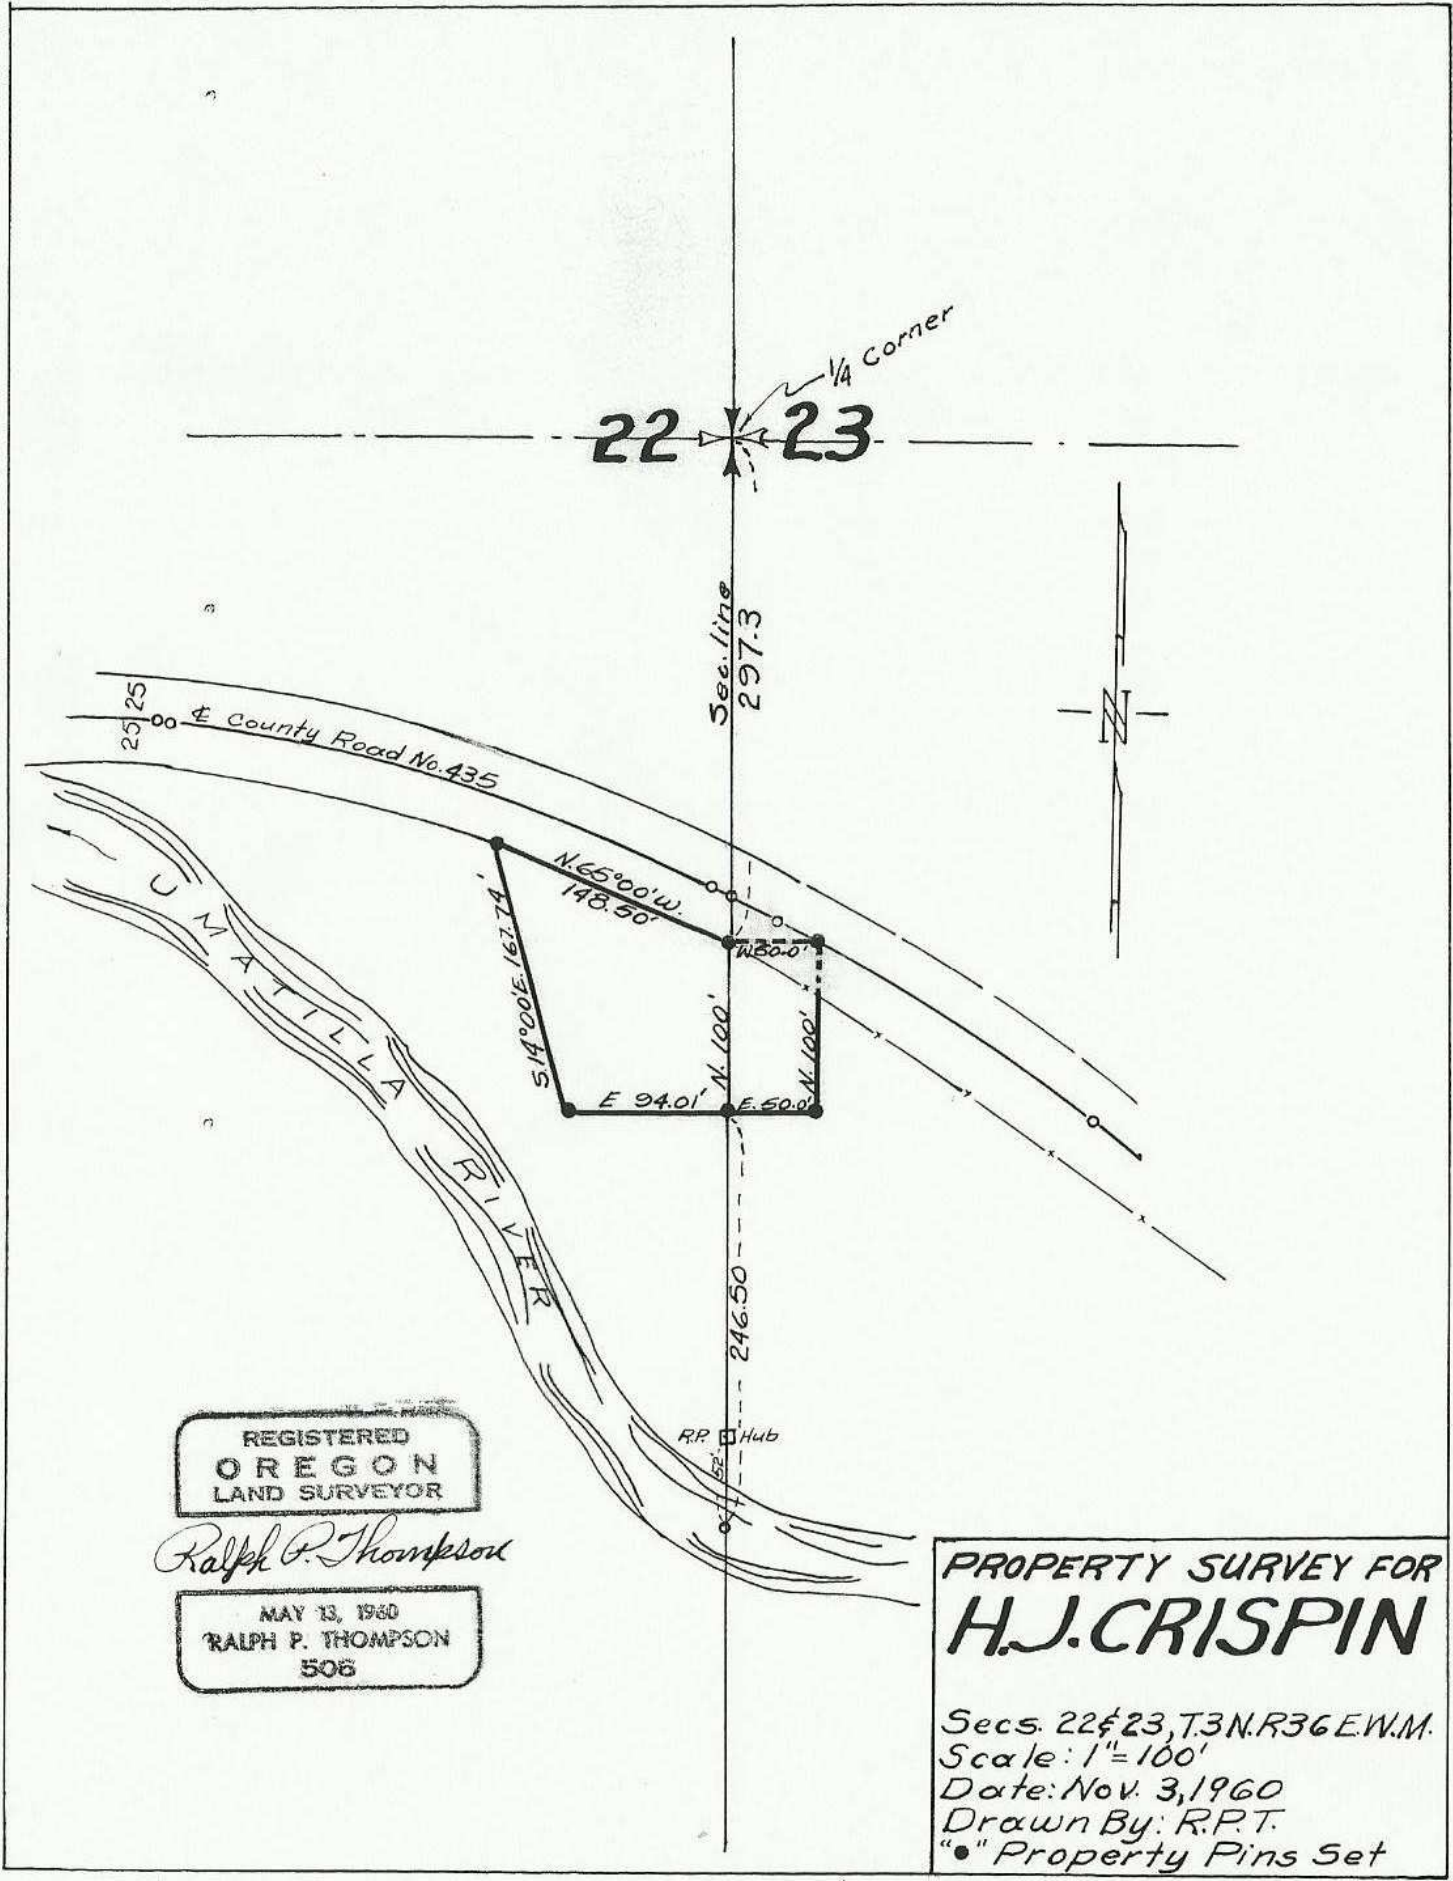 1/4 Corner
22 23
Sec. line
297.3
25 25
℄ County Road No. 435
N.65°00'W.
148.50'
S.14°00'E. 167.74'
W.50.0'
N. 100'
N. 100'
E 94.01'
E. 50.0'
UMATILLA RIVER
N
246.50
R.P. Hub
52'
REGISTERED
OREGON
LAND SURVEYOR
Ralph P. Thompson
MAY 13, 1960
RALPH P. THOMPSON
506
PROPERTY SURVEY FOR
H.J. CRISPIN
Secs. 22 & 23, T.3N.R36 E.W.M.
Scale: 1"=100'
Date: Nov. 3, 1960
Drawn By: R.P.T.
"●" Property Pins Set